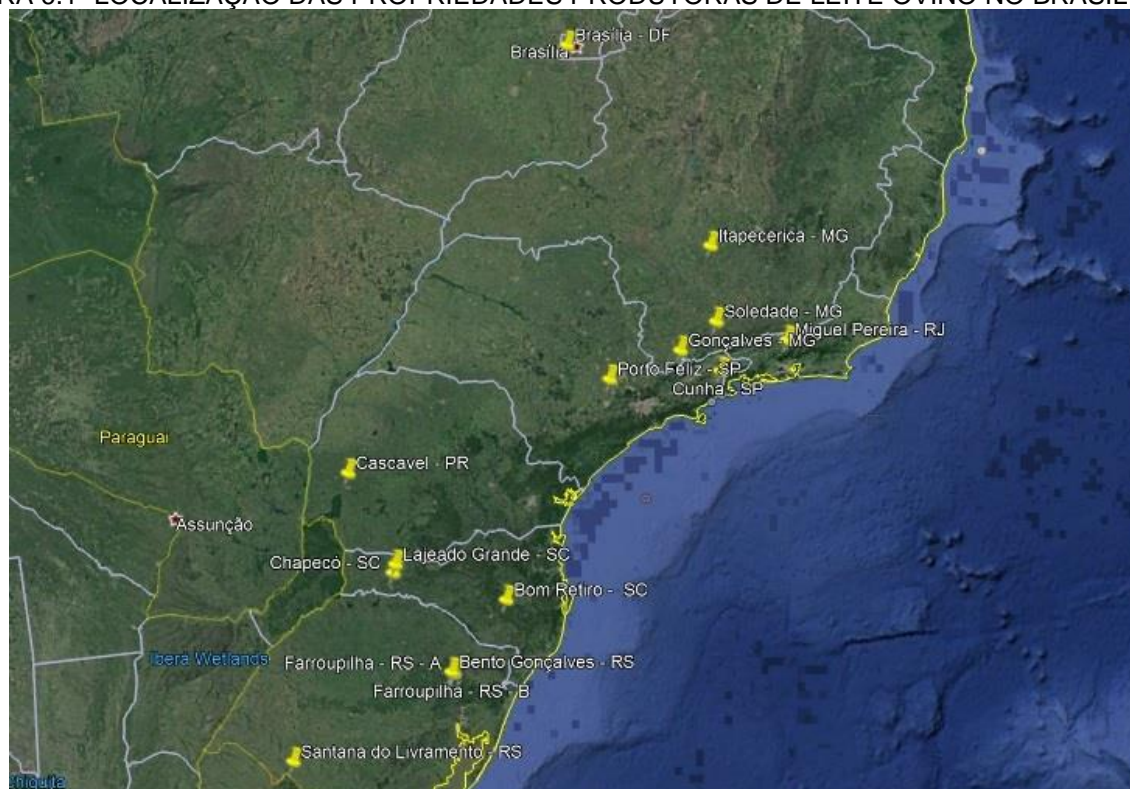 RA 6.1- LOCALIZAÇÃO DAS PROPRIEDADES PRODUTORAS DE LEITE OVINO NO BRASIL
Brasília - DF
Brasília
Itapecerica - MG
Soledade - MG
Miguel Pereira - RJ
Gonçalves - MG
Porto Feliz - SP
Cunha - SP
Paraguai
Cascavel - PR
Assunção
Lajeado Grande - SC
Chapecó - SC
Bom Retiro - SC
Ibera Wetlands
Farroupilha - RS - A
Bento Gonçalves - RS
Farroupilha - RS - B
Santana do Livramento - RS
Chiquita